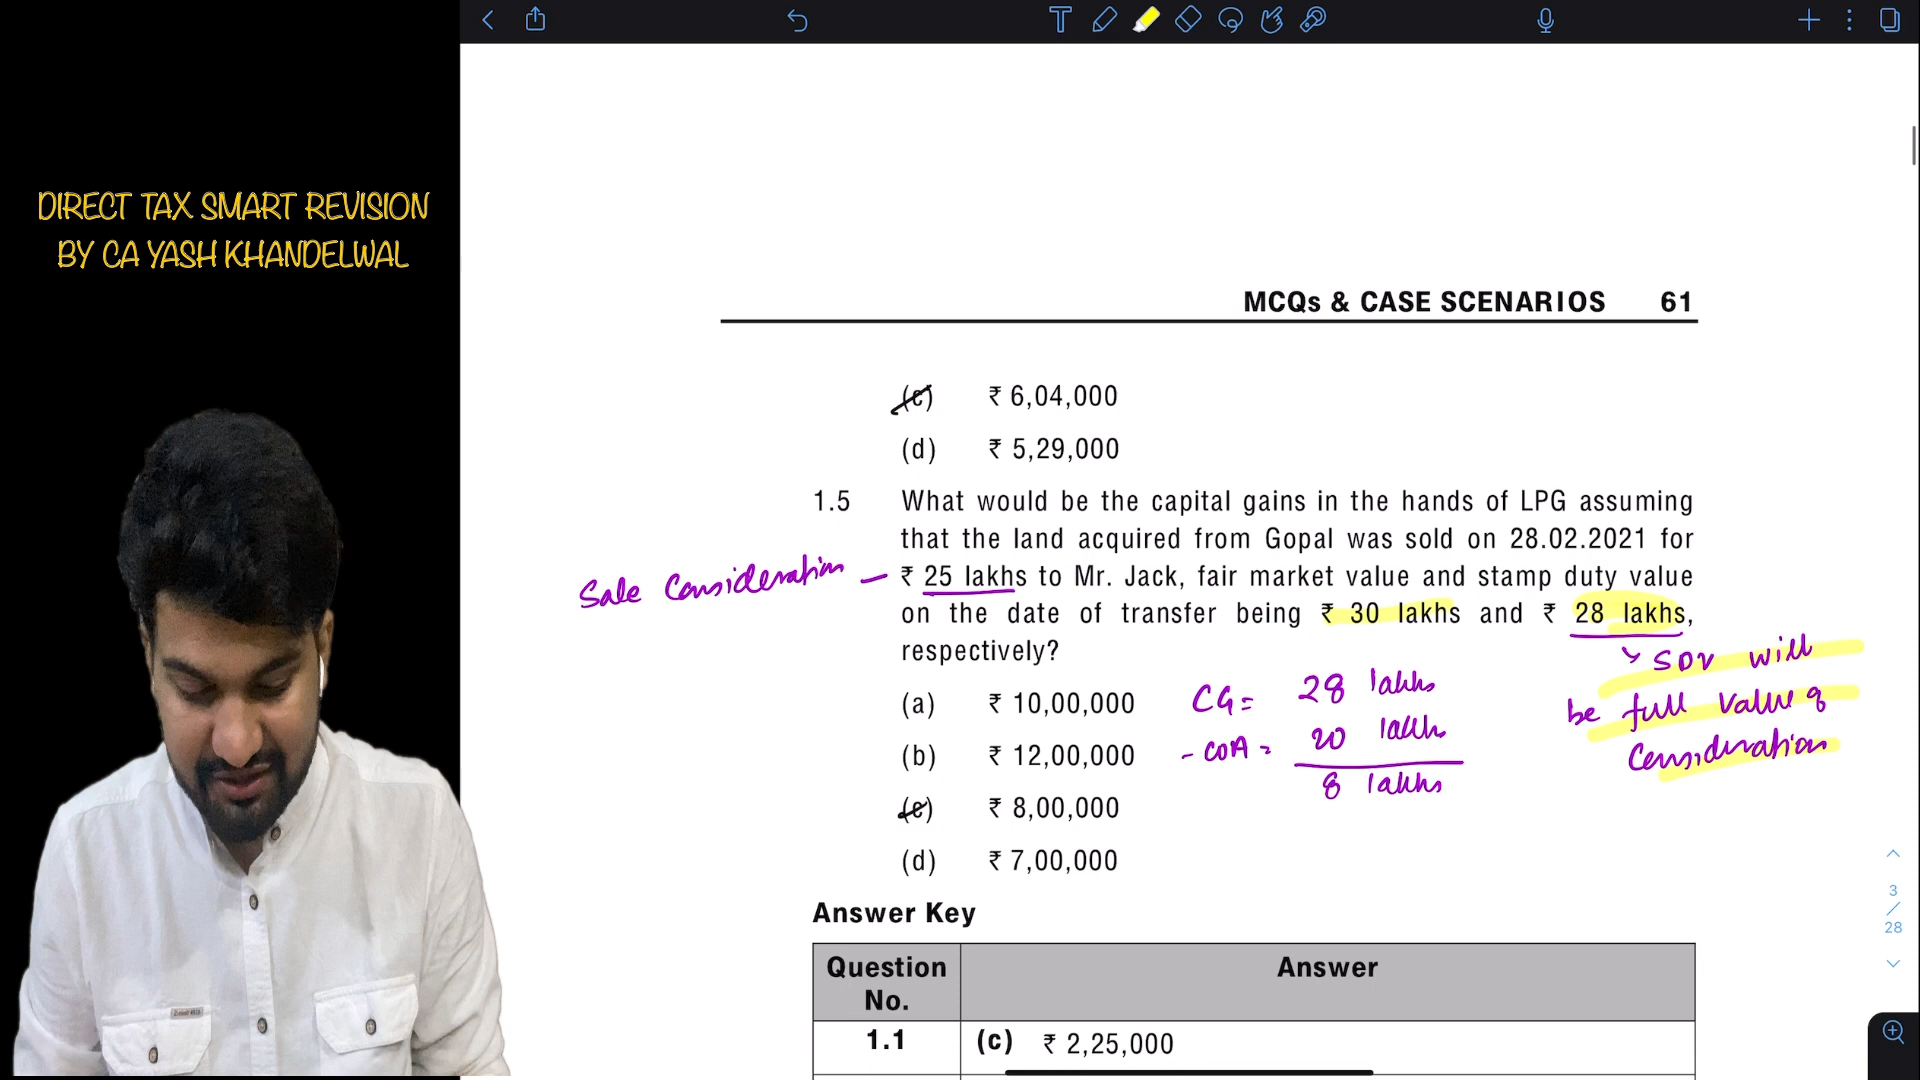 DIRECT TAX SMART REVISION
BY CA YASH KHANDELWAL
MCQs & CASE SCENARIOS 61
(c) ₹ 6,04,000
(d) ₹ 5,29,000
1.5 What would be the capital gains in the hands of LPG assuming
that the land acquired from Gopal was sold on 28.02.2021 for
Sale Consideration – ₹ 25 lakhs to Mr. Jack, fair market value and stamp duty value
on the date of transfer being ₹ 30 lakhs and ₹ 28 lakhs,
respectively?
SDV will
be full value of
Consideration
(a) ₹ 10,00,000
(b) ₹ 12,00,000
(c) ₹ 8,00,000
(d) ₹ 7,00,000
CG = 28 lakhs
- COA = 20 lakhs
8 lakhs
Answer Key
Question No. Answer
1.1 (c) ₹ 2,25,000
3
/
28